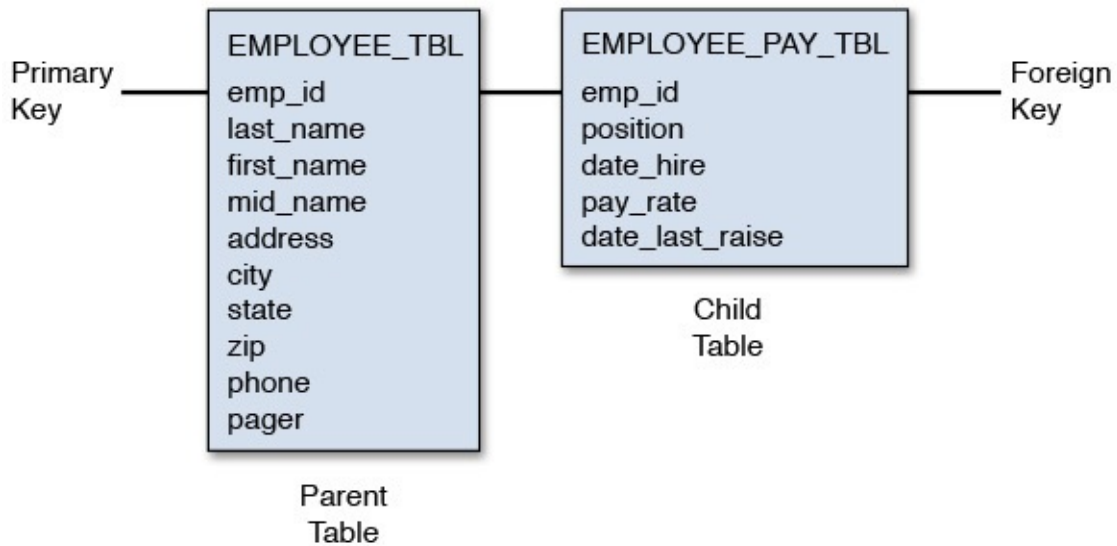 Primary
Key
EMPLOYEE_TBL
emp_id
last_name
first_name
mid_name
address
city
state
zip
phone
pager
Parent
Table
EMPLOYEE_PAY_TBL
emp_id
position
date_hire
pay_rate
date_last_raise
Child
Table
Foreign
Key